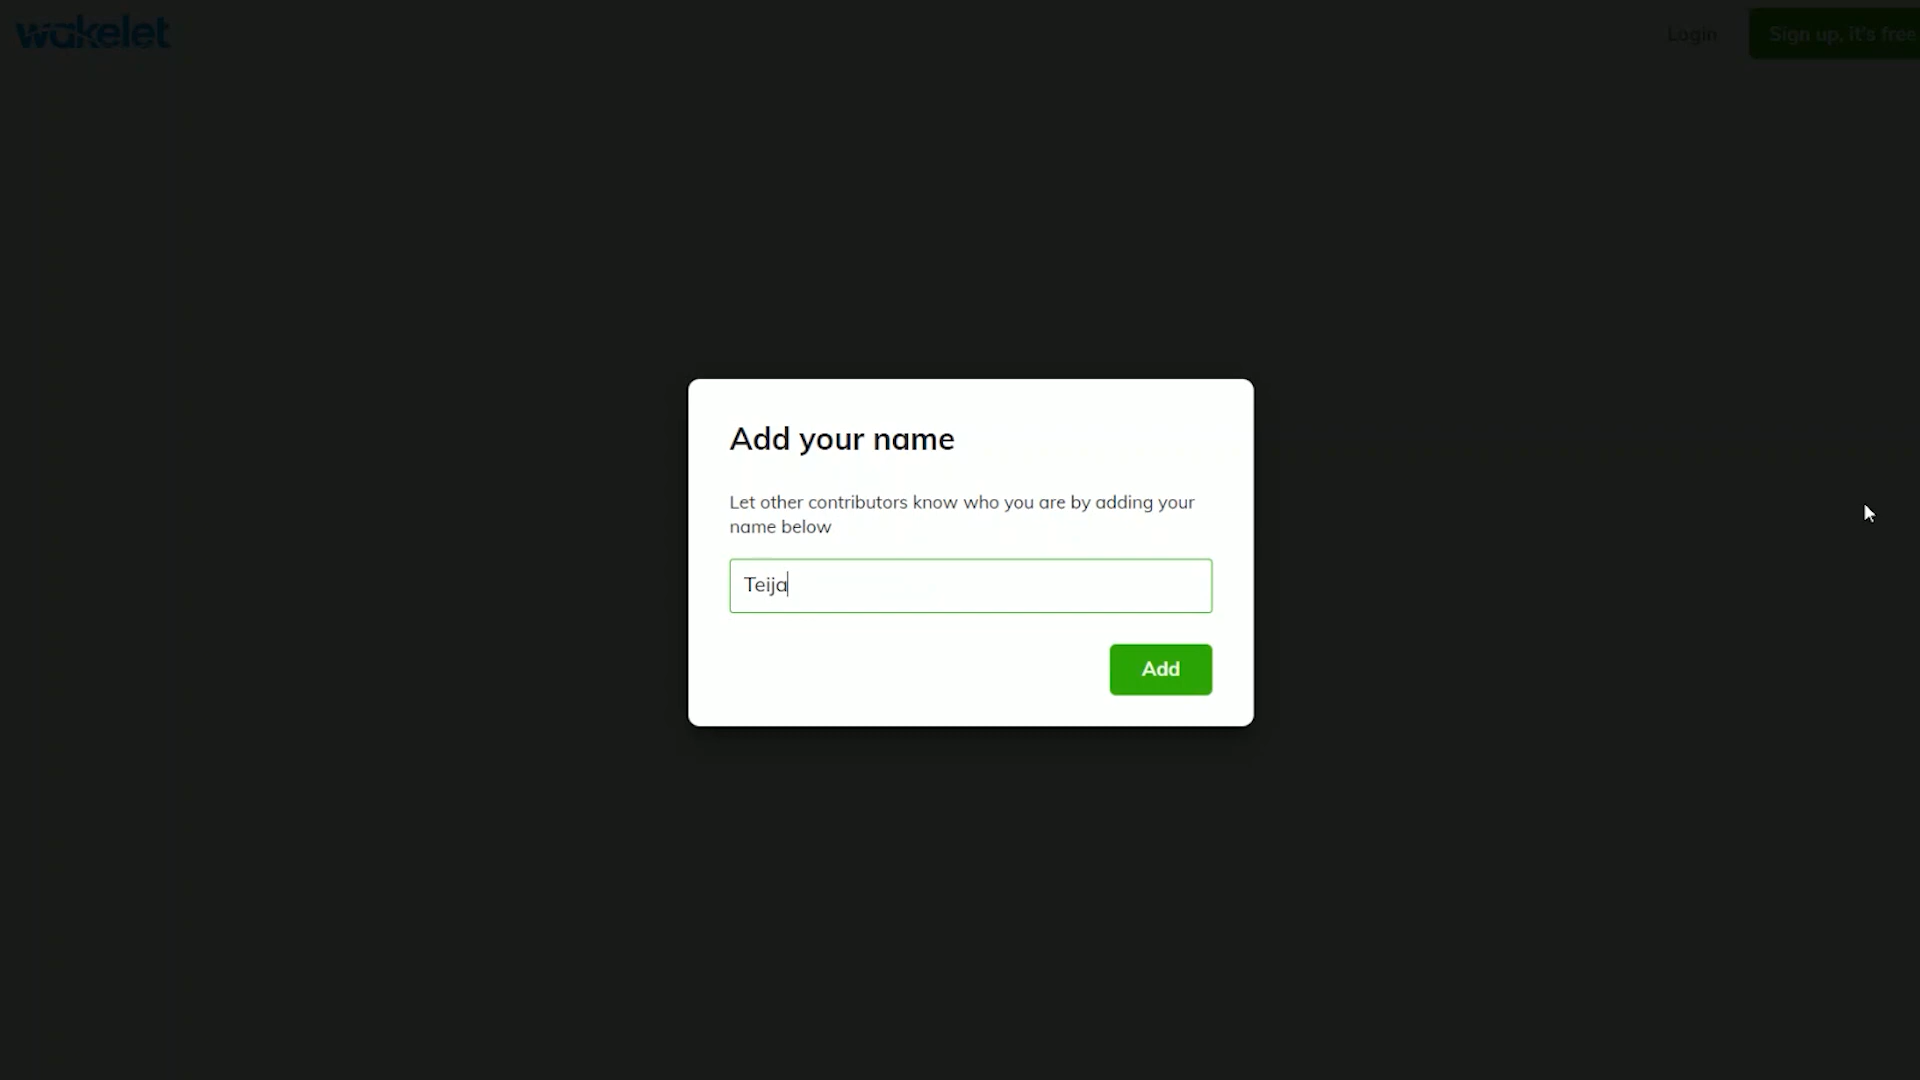 wakelet
Login
Sign up, it's free
Add your name
Let other contributors know who you are by adding your
name below
Teija
Add